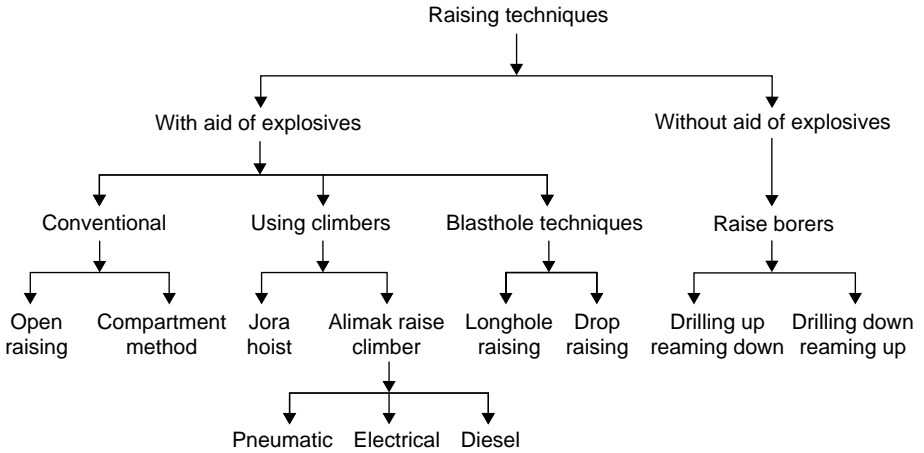 Raising techniques
With aid of explosives
Without aid of explosives
Conventional
Using climbers
Blasthole techniques
Raise borers
Open
raising
Compartment
method
Jora
hoist
Alimak raise
climber
Longhole
raising
Drop
raising
Drilling up
reaming down
Drilling down
reaming up
Pneumatic
Electrical
Diesel